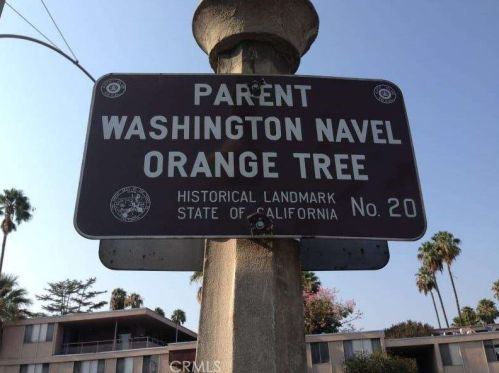 PARENT
WASHINGTON NAVEL
ORANGE TREE
HISTORICAL LANDMARK
STATE OF CALIFORNIA No. 20
CRMLS